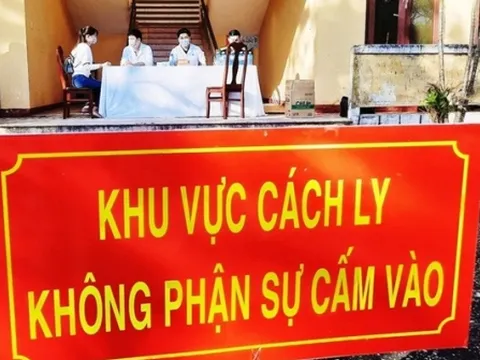 KHU VỰC CÁCH LY
KHÔNG PHẬN SỰ CẤM VÀO